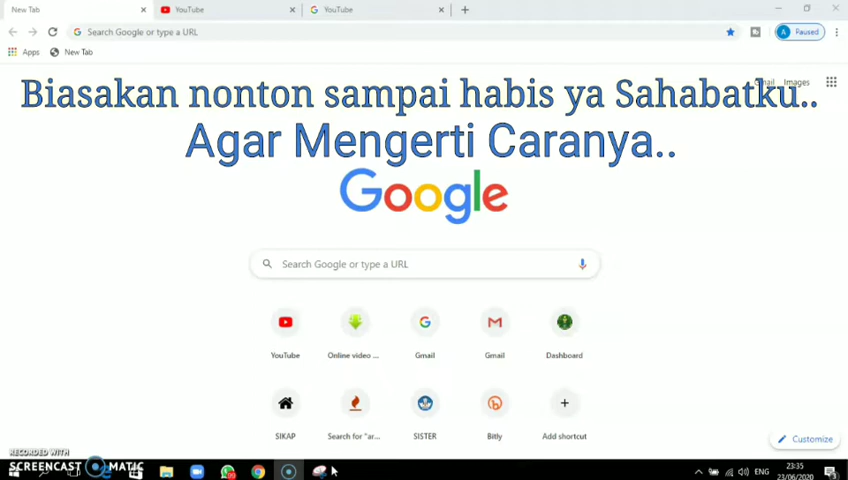 New Tab
YouTube
YouTube
Search Google or type a URL
Paused
Apps
New Tab
Gmail Images
Biasakan nonton sampai habis ya Sahabatku..
Agar Mengerti Caranya..
Google
Search Google or type a URL
YouTube
Online video ...
Gmail
Gmail
Dashboard
SIKAP
Search for "ar...
SISTER
Bitly
Add shortcut
Customize
RECORDED WITH
SCREENCAST MATIC
ENG
23:35
23/06/2020